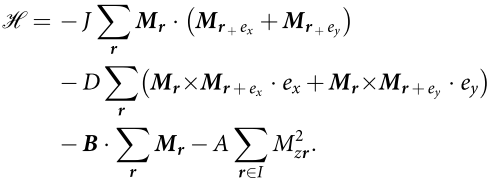 ℋ = − J ∑_r M_r · (M_{r + e_x} + M_{r + e_y})
− D ∑_r (M_r × M_{r + e_x} · e_x + M_r × M_{r + e_y} · e_y)
− B · ∑_r M_r − A ∑_{r∈I} M_{zr}^2.